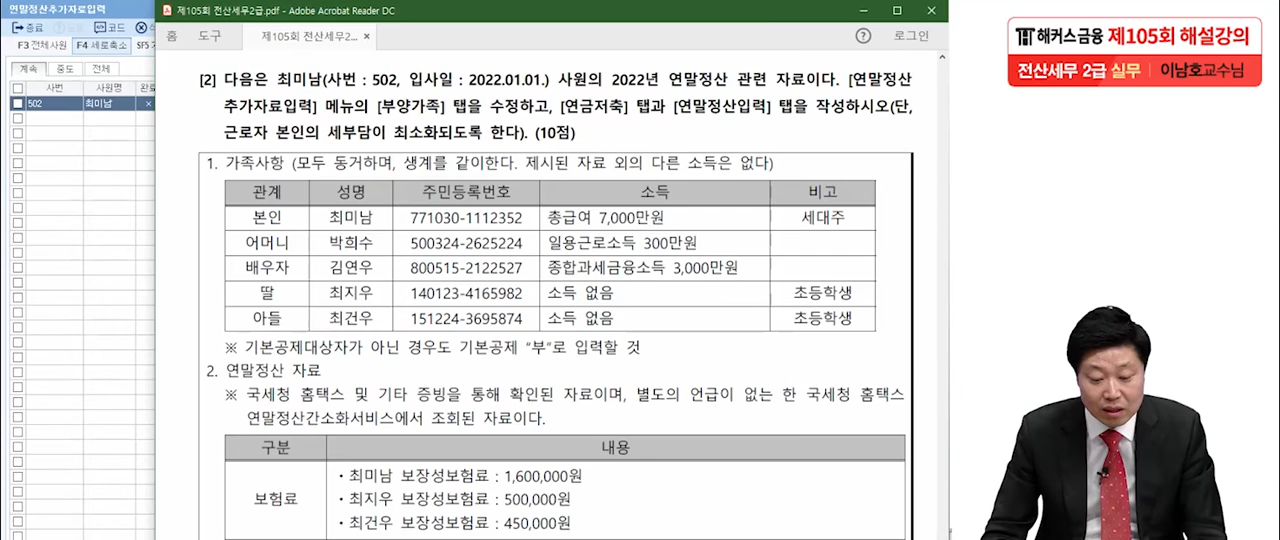 연말정산추가자료입력
종료
코드
F3 전체사원
F4 세로축소
계속 중도 전체
사번 사원명 완료
502 최미남 ×
제105회 전산세무2급.pdf - Adobe Acrobat Reader DC
홈 도구 제105회 전산세무2... × 로그인
[2] 다음은 최미남(사번 : 502, 입사일 : 2022.01.01.) 사원의 2022년 연말정산 관련 자료이다. [연말정산
추가자료입력] 메뉴의 [부양가족] 탭을 수정하고, [연금저축] 탭과 [연말정산입력] 탭을 작성하시오(단,
근로자 본인의 세부담이 최소화되도록 한다). (10점)
1. 가족사항 (모두 동거하며, 생계를 같이한다. 제시된 자료 외의 다른 소득은 없다)
관계 성명 주민등록번호 소득 비고
본인 최미남 771030-1112352 총급여 7,000만원 세대주
어머니 박희수 500324-2625224 일용근로소득 300만원
배우자 김연우 800515-2122527 종합과세금융소득 3,000만원
딸 최지우 140123-4165982 소득 없음 초등학생
아들 최건우 151224-3695874 소득 없음 초등학생
※ 기본공제대상자가 아닌 경우도 기본공제 “부”로 입력할 것
2. 연말정산 자료
※ 국세청 홈택스 및 기타 증빙을 통해 확인된 자료이며, 별도의 언급이 없는 한 국세청 홈택스
연말정산간소화서비스에서 조회된 자료이다.
구분 내용
보험료
・최미남 보장성보험료 : 1,600,000원
・최지우 보장성보험료 : 500,000원
・최건우 보장성보험료 : 450,000원
해커스금융 제105회 해설강의
전산세무 2급 실무 이남호교수님